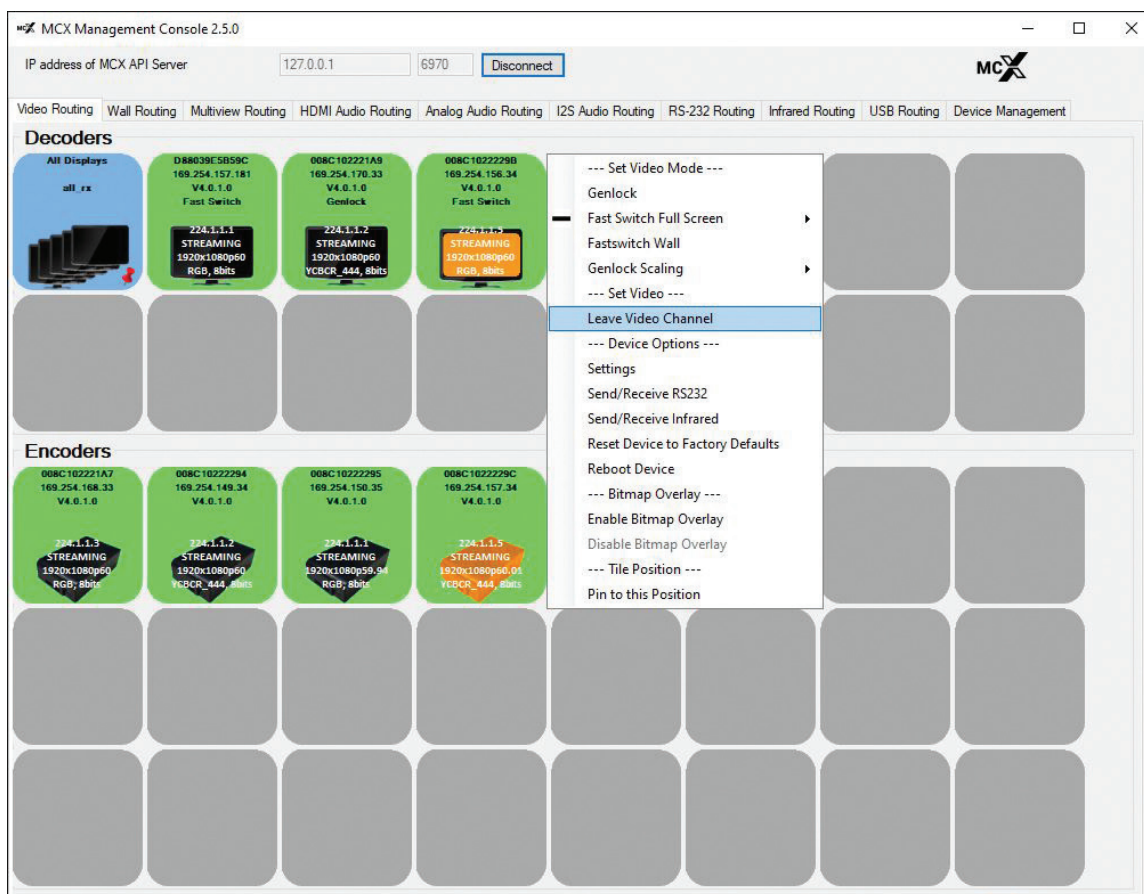 MCX MCX Management Console 2.5.0
IP address of MCX API Server 127.0.0.1 6970 Disconnect
MCX
Video Routing Wall Routing Multiview Routing HDMI Audio Routing Analog Audio Routing I2S Audio Routing RS-232 Routing Infrared Routing USB Routing Device Management
Decoders
All Displays
all_rx
D88039E5B59C
169.254.157.181
V4.0.1.0
Fast Switch
224.1.1.1
STREAMING
1920x1080p60
RGB, 8bits
008C102221A9
169.254.170.33
V4.0.1.0
Genlock
224.1.1.2
STREAMING
1920x1080p60
YCBCR_444, 8bits
008C1022229B
169.254.156.34
V4.0.1.0
Fast Switch
224.1.1.5
STREAMING
1920x1080p60
RGB, 8bits
--- Set Video Mode ---
Genlock
Fast Switch Full Screen
Fastswitch Wall
Genlock Scaling
--- Set Video ---
Leave Video Channel
--- Device Options ---
Settings
Send/Receive RS232
Send/Receive Infrared
Reset Device to Factory Defaults
Reboot Device
--- Bitmap Overlay ---
Enable Bitmap Overlay
Disable Bitmap Overlay
--- Tile Position ---
Pin to this Position
Encoders
008C102221A7
169.254.168.33
V4.0.1.0
224.1.1.3
STREAMING
1920x1080p60
RGB, 8bits
008C10222294
169.254.149.34
V4.0.1.0
224.1.1.2
STREAMING
1920x1080p60
YCBCR_444, 8bits
008C10222295
169.254.150.35
V4.0.1.0
224.1.1.1
STREAMING
1920x1080p59.94
RGB, 8bits
008C1022229C
169.254.157.34
V4.0.1.0
224.1.1.5
STREAMING
1920x1080p60.01
YCBCR_444, 8bits